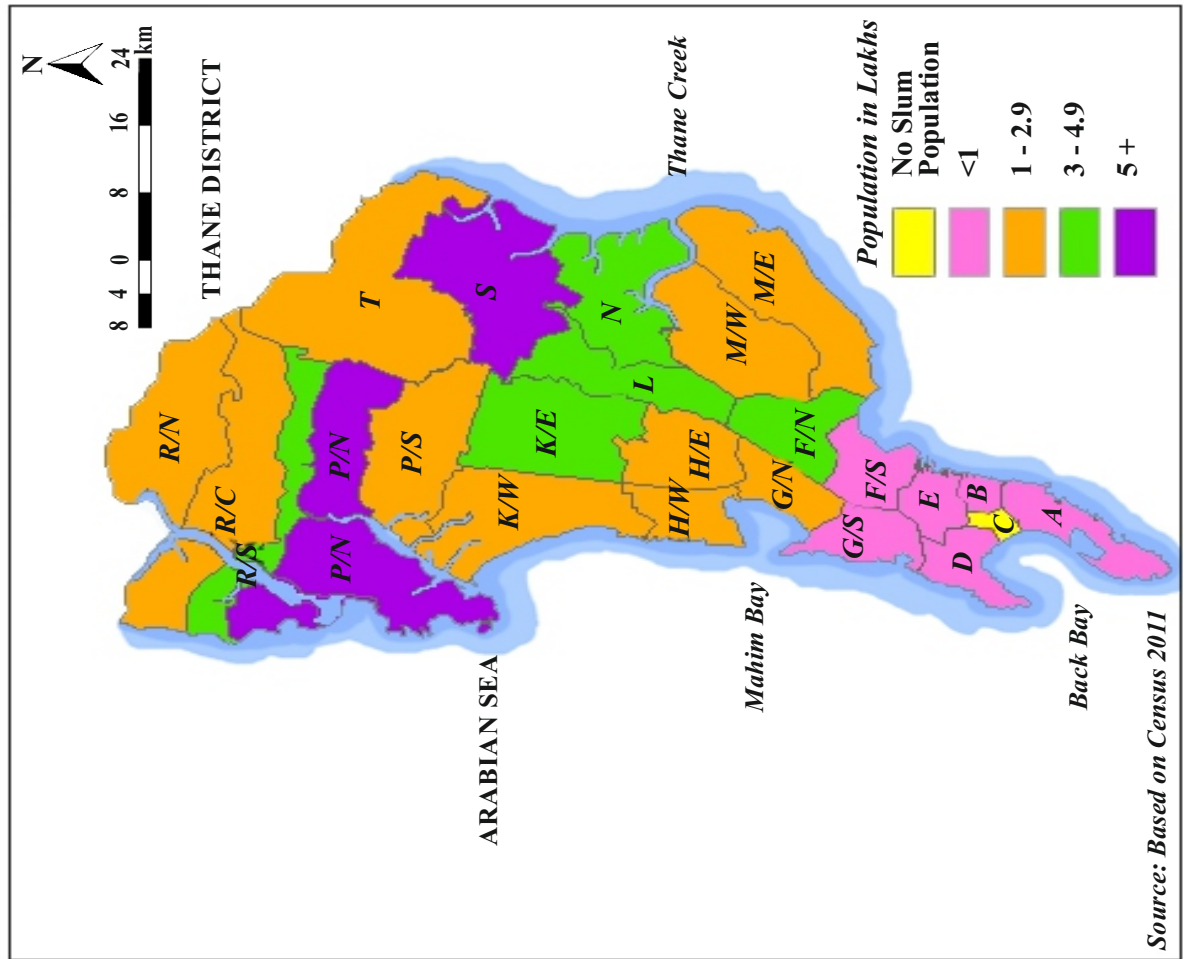 N
8 4 0 8 16 24
km
THANE DISTRICT
R/N
R/C
R/S
T
P/N
P/N
P/S
S
K/W
K/E
N
L
H/W
H/E
M/W
M/E
G/N
F/N
G/S
F/S
E
D
B
C
A
ARABIAN SEA
Thane Creek
Mahim Bay
Back Bay
Population in Lakhs
No Slum
Population
<1
1 - 2.9
3 - 4.9
5 +
Source: Based on Census 2011